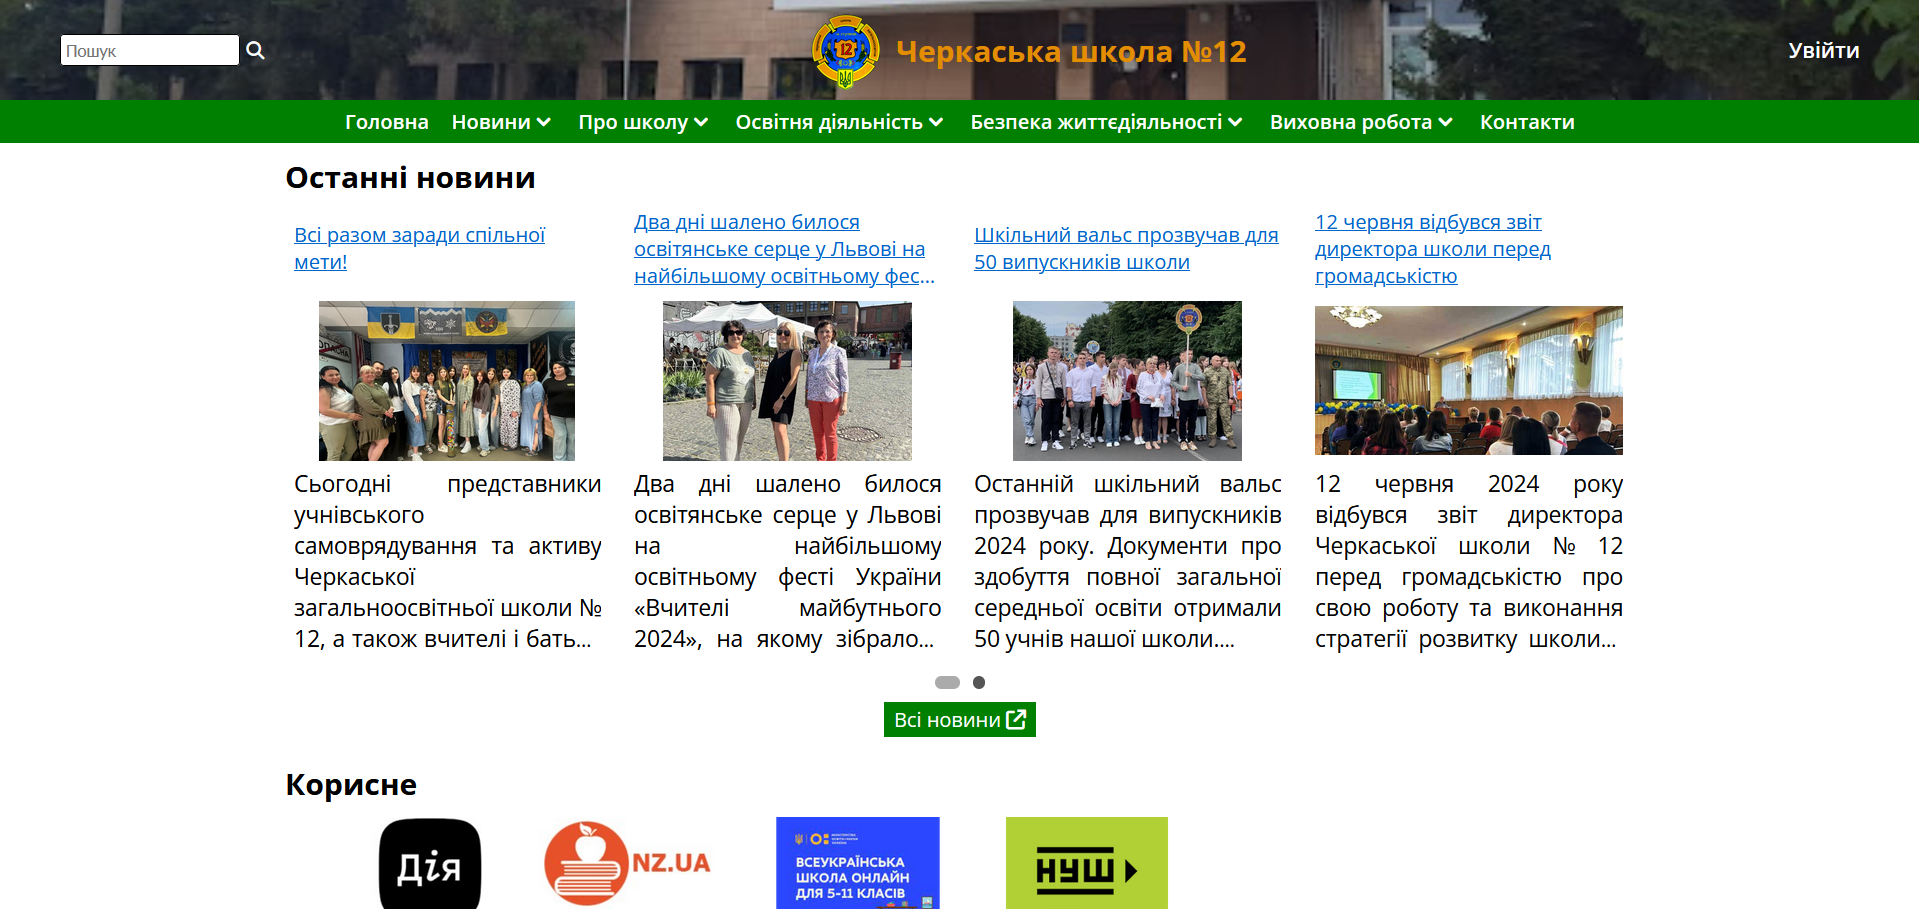 Пошук
12
Черкаська школа №12
Увійти
Головна
Новини
Про школу
Освітня діяльність
Безпека життєдіяльності
Виховна робота
Контакти
Останні новини
Всі разом заради спільної
мети!
Сьогодні представники
учнівського
самоврядування та активу
Черкаської
загальноосвітньої школи №
12, а також вчителі і бать...
Два дні шалено билося
освітянське серце у Львові на
найбільшому освітньому фес...
Два дні шалено билося
освітянське серце у Львові
на найбільшому
освітньому фесті України
«Вчителі майбутнього
2024», на якому зібрало...
Шкільний вальс прозвучав для
50 випускників школи
Останній шкільний вальс
прозвучав для випускників
2024 року. Документи про
здобуття повної загальної
середньої освіти отримали
50 учнів нашої школи....
12 червня відбувся звіт
директора школи перед
громадськістю
12 червня 2024 року
відбувся звіт директора
Черкаської школи № 12
перед громадськістю про
свою роботу та виконання
стратегії розвитку школи...
Всі новини
Корисне
Дія
NZ.UA
ВСЕУКРАЇНСЬКА
ШКОЛА ОНЛАЙН
ДЛЯ 5-11 КЛАСІВ
НУШ